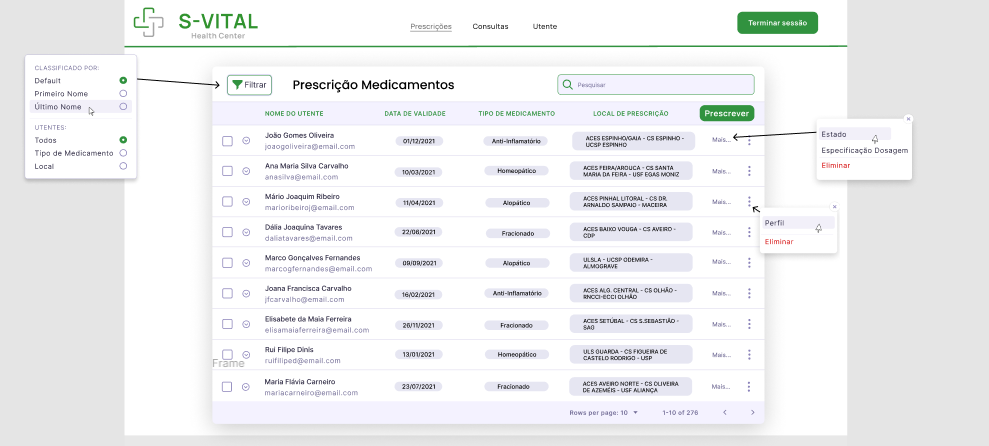 S-VITAL
Health Center
Prescrições
Consultas
Utente
Terminar sessão
CLASSIFICADO POR:
Default
Primeiro Nome
Último Nome
UTENTES:
Todos
Tipo de Medicamento
Local
Filtrar
Prescrição Medicamentos
Pesquisar
NOME DO UTENTE
DATA DE VALIDADE
TIPO DE MEDICAMENTO
LOCAL DE PRESCRIÇÃO
Prescrever
João Gomes Oliveira
joaogoliveira@email.com
01/12/2021
Anti-Inflamatório
ACES ESPINHO/GAIA - CS ESPINHO -
UCSP ESPINHO
Mais...
Ana Maria Silva Carvalho
anasilva@email.com
10/03/2021
Homeopático
ACES FEIRA/AROUCA - CS SANTA
MARIA DA FEIRA - USF EGAS MONIZ
Mais...
Mário Joaquim Ribeiro
marioribeiroj@email.com
11/04/2021
Alopático
ACES PINHAL LITORAL - CS DR.
ARNALDO SAMPAIO - MACEIRA
Mais...
Dália Joaquina Tavares
daliatavares@email.com
22/06/2021
Fracionado
ACES BAIXO VOUGA - CS AVEIRO -
CDP
Mais...
Marco Gonçalves Fernandes
marcogfernandes@email.com
09/09/2021
Alopático
ULSLA - UCSP ODEMIRA -
ALMOGRAVE
Mais...
Joana Francisca Carvalho
jfcarvalho@email.com
16/02/2021
Anti-Inflamatório
ACES ALG. CENTRAL - CS OLHÃO -
RNCCI-ECCI OLHÃO
Mais...
Elisabete da Maia Ferreira
elisamaiaferreira@email.com
26/11/2021
Fracionado
ACES SETÚBAL - CS S.SEBASTIÃO -
SAG
Mais...
Rui Filipe Dinis
ruifiliped@email.com
13/01/2021
Homeopático
ULS GUARDA - CS FIGUEIRA DE
CASTELO RODRIGO - USP
Mais...
Frame
Maria Flávia Carneiro
mariacarneiro@email.com
23/07/2021
Fracionado
ACES AVEIRO NORTE - CS OLIVEIRA
DE AZEMÉIS - USF ALIANÇA
Mais...
Rows per page: 10
1-10 of 276
Estado
Especificação Dosagem
Eliminar
Perfil
Eliminar